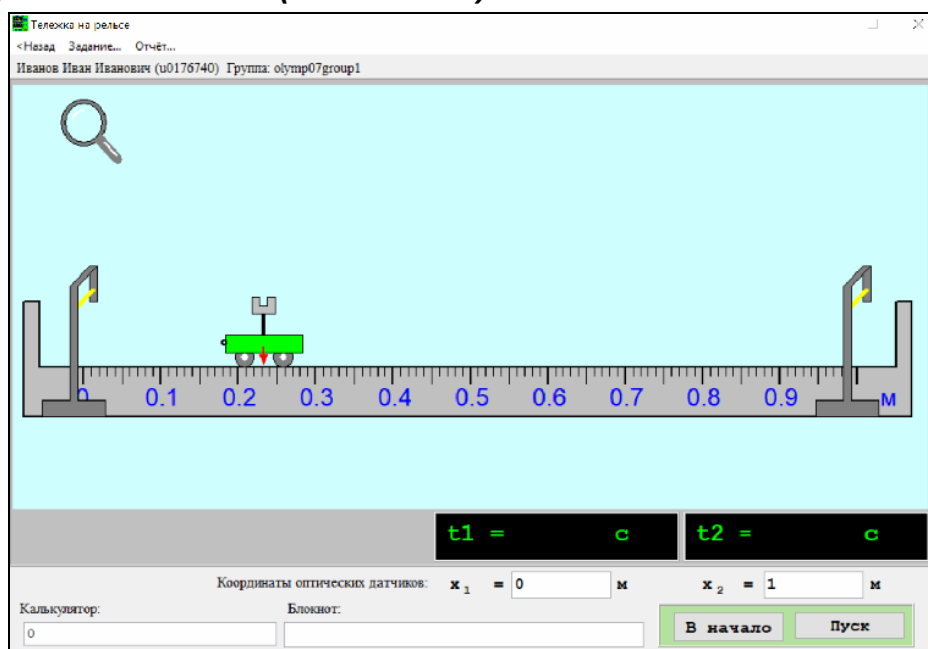 Тележка на рельсе
<Назад Задание... Отчёт...
Иванов Иван Иванович (u0176740) Группа: olymp07group1
0 0.1 0.2 0.3 0.4 0.5 0.6 0.7 0.8 0.9 м
t1 = с t2 = с
Координаты оптических датчиков: x1 = 0 м x2 = 1 м
Калькулятор: Блокнот:
0 В начало Пуск